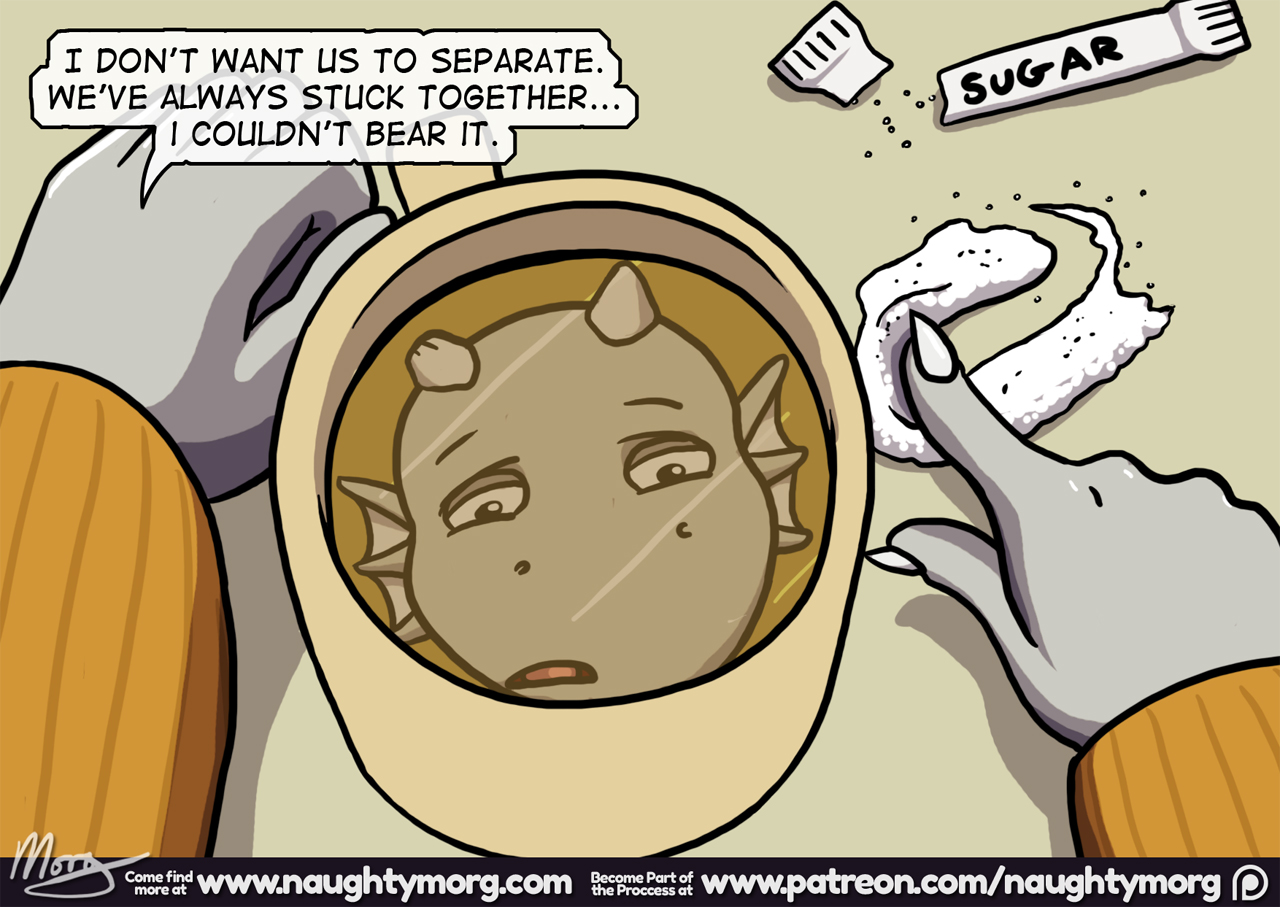 I DON'T WANT US TO SEPARATE.
WE'VE ALWAYS STUCK TOGETHER...
I COULDN'T BEAR IT.
SUGAR
Morg
Come find
more at
www.naughtymorg.com
Become Part of
the Proccess at
www.patreon.com/naughtymorg